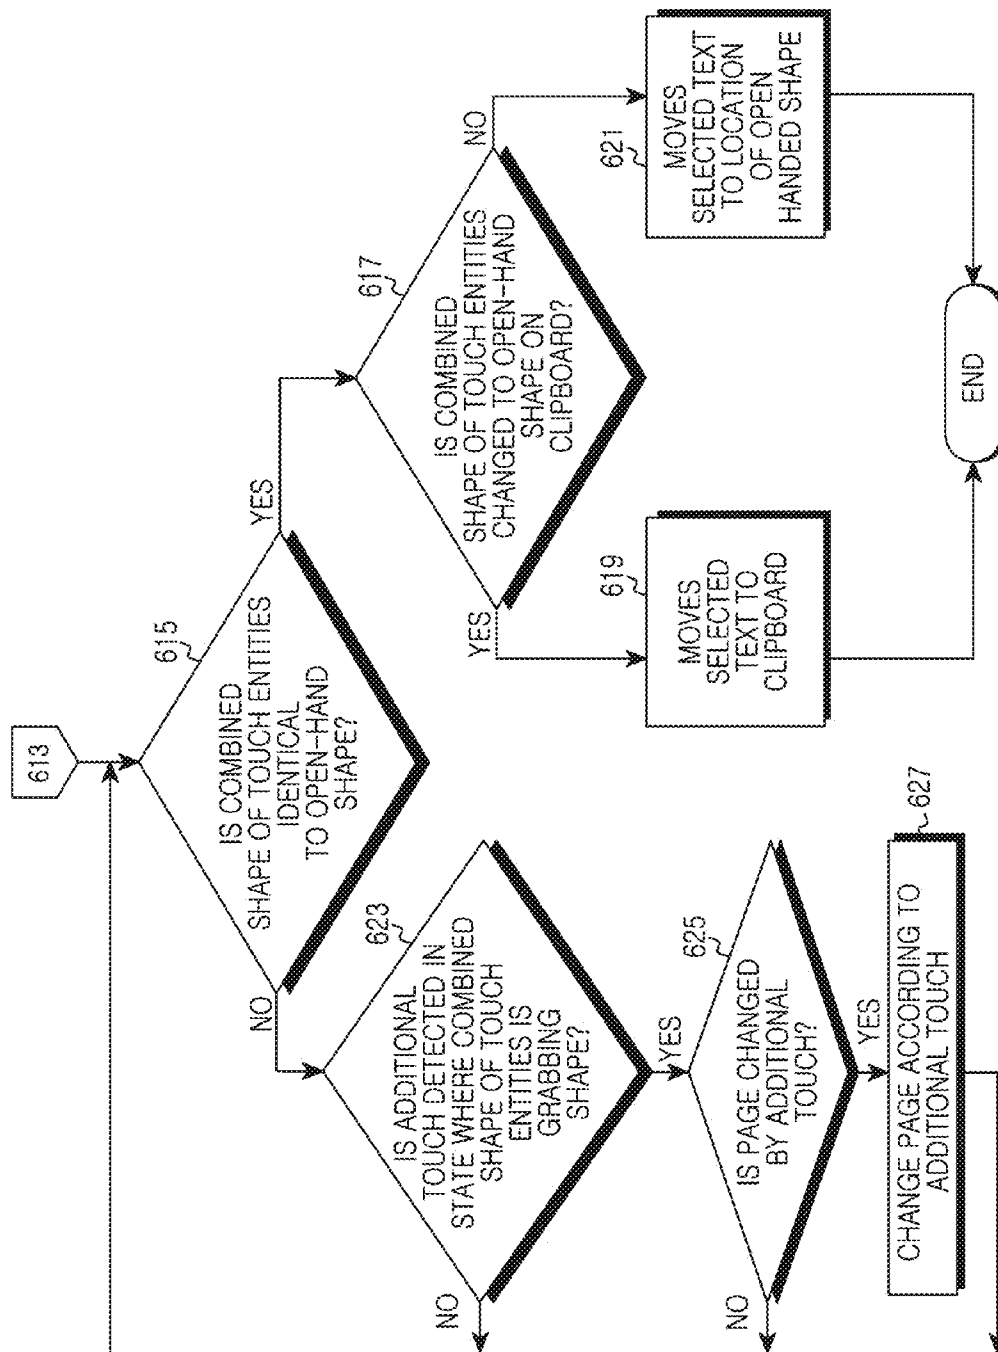 613
615
IS COMBINED
SHAPE OF TOUCH ENTITIES
IDENTICAL
TO OPEN-HAND
SHAPE?
YES
NO
617
IS COMBINED
SHAPE OF TOUCH ENTITIES
CHANGED TO OPEN-HAND
SHAPE ON
CLIPBOARD?
YES
NO
619
MOVES
SELECTED
TEXT TO
CLIPBOARD
621
MOVES
SELECTED TEXT
TO LOCATION
OF OPEN
HANDED SHAPE
END
623
IS ADDITIONAL
TOUCH DETECTED IN
STATE WHERE COMBINED
SHAPE OF TOUCH
ENTITIES IS
GRABBING
SHAPE?
NO
YES
625
IS PAGE CHANGED
BY ADDITIONAL
TOUCH?
NO
YES
627
CHANGE PAGE ACCORDING TO
ADDITIONAL TOUCH